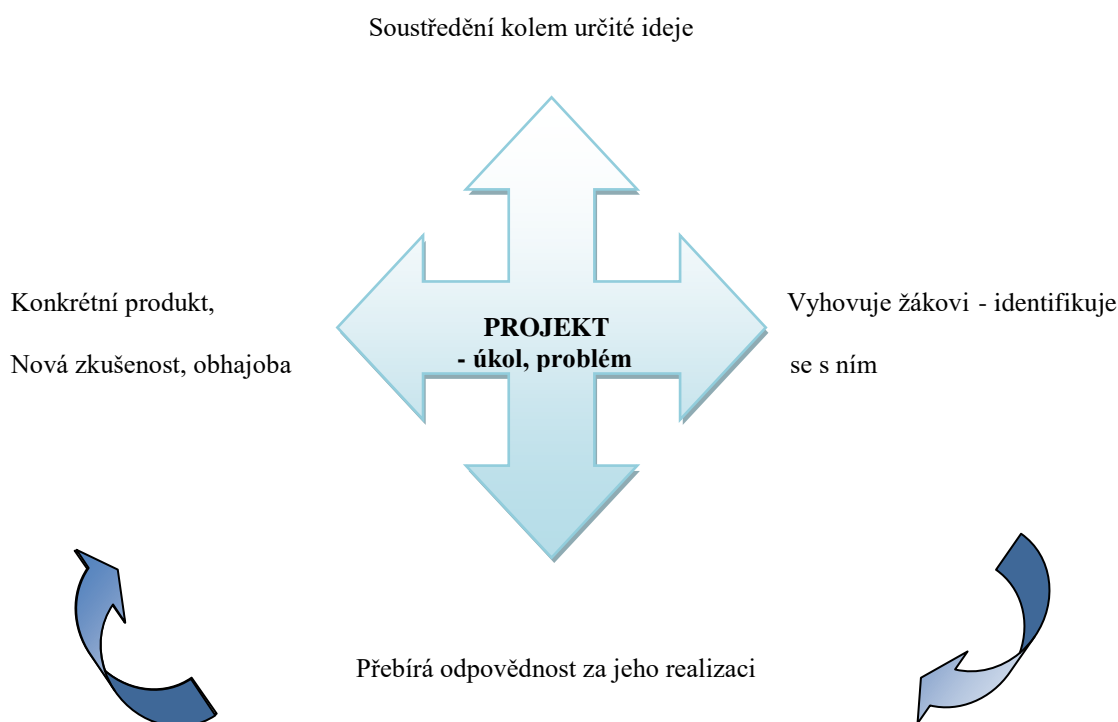 Soustředění kolem určité ideje
Konkrétní produkt,
Nová zkušenost, obhajoba
PROJEKT
- úkol, problém
Vyhovuje žákovi - identifikuje
se s ním
Přebírá odpovědnost za jeho realizaci